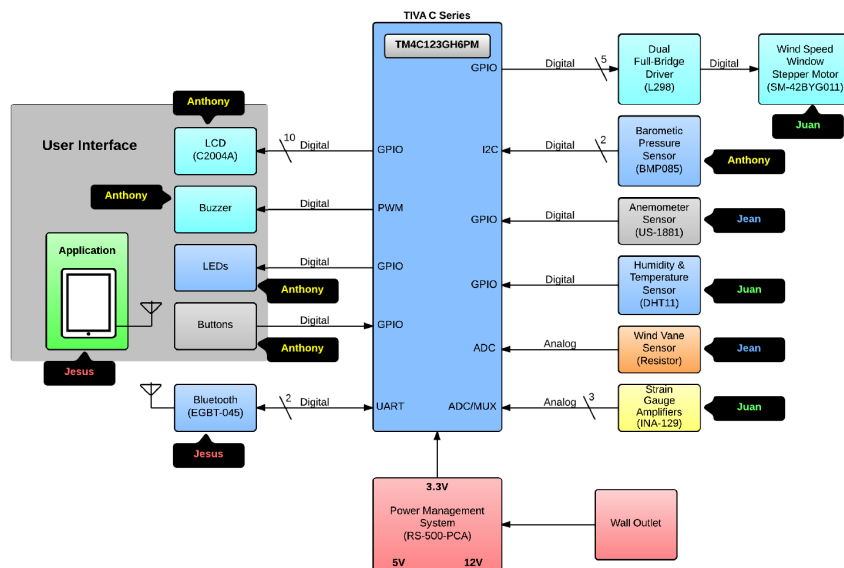 TIVA C Series
TM4C123GH6PM
GPIO
Digital
5
Dual
Full-Bridge
Driver
(L298)
Digital
Wind Speed
Window
Stepper Motor
(SM-42BYG011)
Juan
Anthony
User Interface
LCD
(C2004A)
10
Digital
GPIO
I2C
Digital
2
Barometic
Pressure
Sensor
(BMP085)
Anthony
Anthony
Buzzer
Digital
PWM
GPIO
Digital
Anemometer
Sensor
(US-1881)
Jean
Application
LEDs
Digital
GPIO
Anthony
GPIO
Digital
Humidity &
Temperature
Sensor
(DHT11)
Juan
Buttons
Digital
GPIO
Anthony
Jesus
ADC
Analog
Wind Vane
Sensor
(Resistor)
Jean
Bluetooth
(EGBT-045)
2
Digital
UART
Jesus
ADC/MUX
Analog
3
Strain
Gauge
Amplifiers
(INA-129)
Juan
3.3V
Power Management
System
(RS-500-PCA)
5V
12V
Wall Outlet